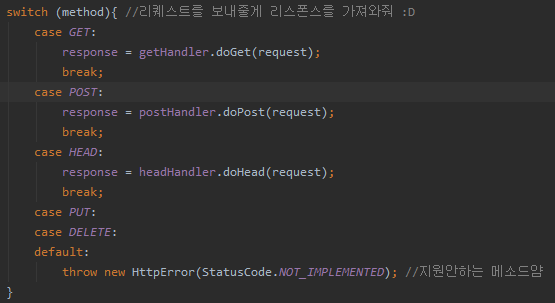 switch (method){ //리퀘스트를 보내줄게 리스폰스를 가져와줘 :D
case GET:
response = getHandler.doGet(request);
break;
case POST:
response = postHandler.doPost(request);
break;
case HEAD:
response = headHandler.doHead(request);
break;
case PUT:
case DELETE:
default:
throw new HttpError(StatusCode.NOT_IMPLEMENTED); //지원안하는 메소드얌
}